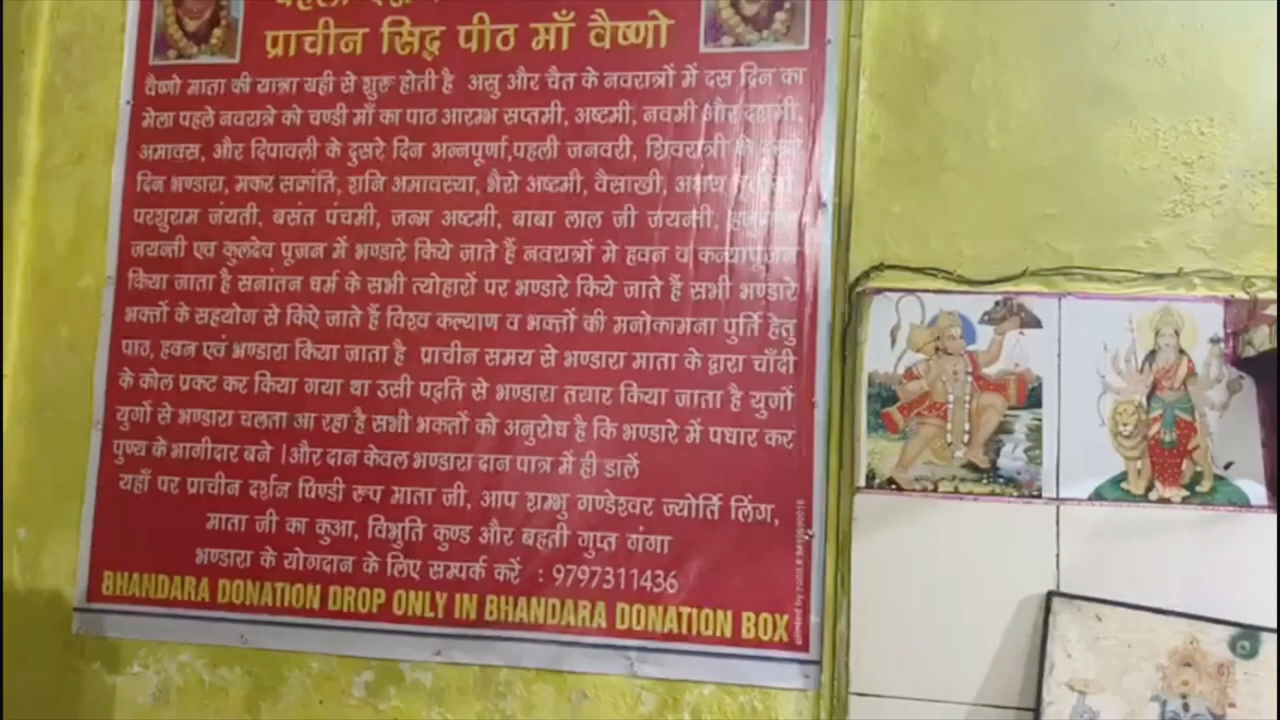 प्राचीन सिद्ध पीठ माँ वैष्णो
वैष्णो माता की यात्रा यही से शुरू होती है असु और चैत के नवरात्रों में दस दिन का
मेला पहले नवरात्रे को चण्डी माँ का पाठ आरम्भ सप्तमी, अष्टमी, नवमी और दशमी,
अमावस, और दिपावली के दुसरे दिन अन्नपूर्णा,पहली जनवरी, शिवरात्री
दिन भण्डारा, मकर सक्रांति, शनि अमावस्या, भैरो अष्टमी, वैसाखी,
परशुराम जंयती, बसंत पंचमी, जन्म अष्टमी, बाबा लाल जी जयन्ती,
जयन्ती एव कुलदेव पूजन में भण्डारे किये जाते हैं नवरात्रों मे हवन व कन्यापूजन
किया जाता है सनांतन धर्म के सभी त्योहारों पर भण्डारे किये जाते हैं सभी भण्डारे
भक्तों के सहयोग से किऐ जाते हैं विश्व कल्याण व भक्तों की मनोकामना पुर्ति हेतु
पाठ, हवन एवं भण्डारा किया जाता है प्राचीन समय से भण्डारा माता के द्वारा चाँदी
के कोल प्रकट कर किया गया था उसी पद्वति से भण्डारा तयार किया जाता है युगों
युगों से भण्डारा चलता आ रहा है सभी भकतों को अनुरोध है कि भण्डारे में पधार कर
पुण्य के भागीदार बने ।और दान केवल भण्डारा दान पात्र में ही डालें
यहाँ पर प्राचीन दर्शन पिण्डी रूप माता जी, आप शम्भु गण्डेश्वर ज्योर्ति लिंग,
माता जी का कुआ, विभुति कुण्ड और बहती गुप्त गंगा
भण्डारा के योगदान के लिए सम्पर्क करें : 9797311436
BHANDARA DONATION DROP ONLY IN BHANDARA DONATION BOX